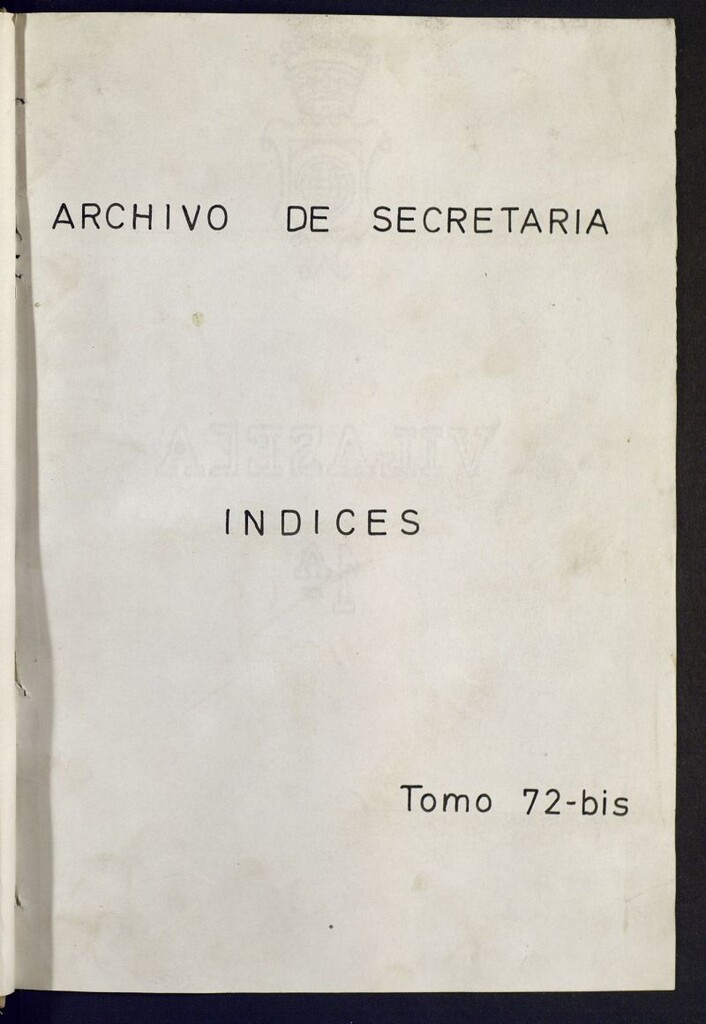 ARCHIVO DE SECRETARIA
INDICES
Tomo 72-bis